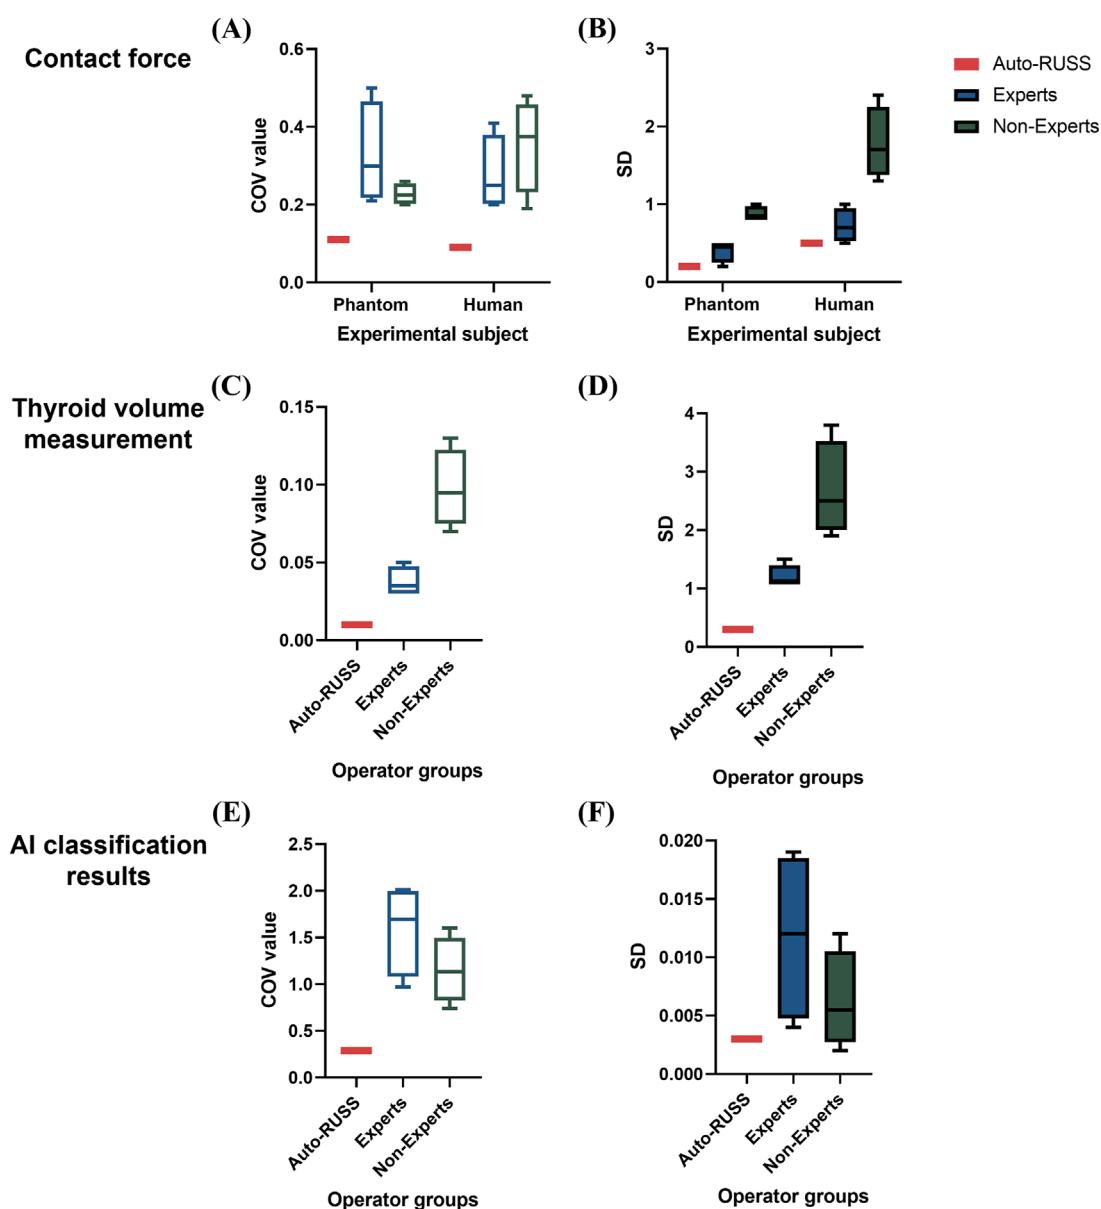 (A)
(B)
Contact force
0.6
0.4
0.2
0.0
COV value
Phantom
Human
Experimental subject
3
2
1
0
SD
Phantom
Human
Experimental subject
Auto-RUSS
Experts
Non-Experts
(C)
(D)
Thyroid volume
measurement
0.15
0.10
0.05
0.00
COV value
Auto-RUSS
Experts
Non-Experts
Operator groups
4
3
2
1
0
SD
Auto-RUSS
Experts
Non-Experts
Operator groups
(E)
(F)
AI classification
results
2.5
2.0
1.5
1.0
0.5
0.0
COV value
Auto-RUSS
Experts
Non-Experts
Operator groups
0.020
0.015
0.010
0.005
0.000
SD
Auto-RUSS
Experts
Non-Experts
Operator groups